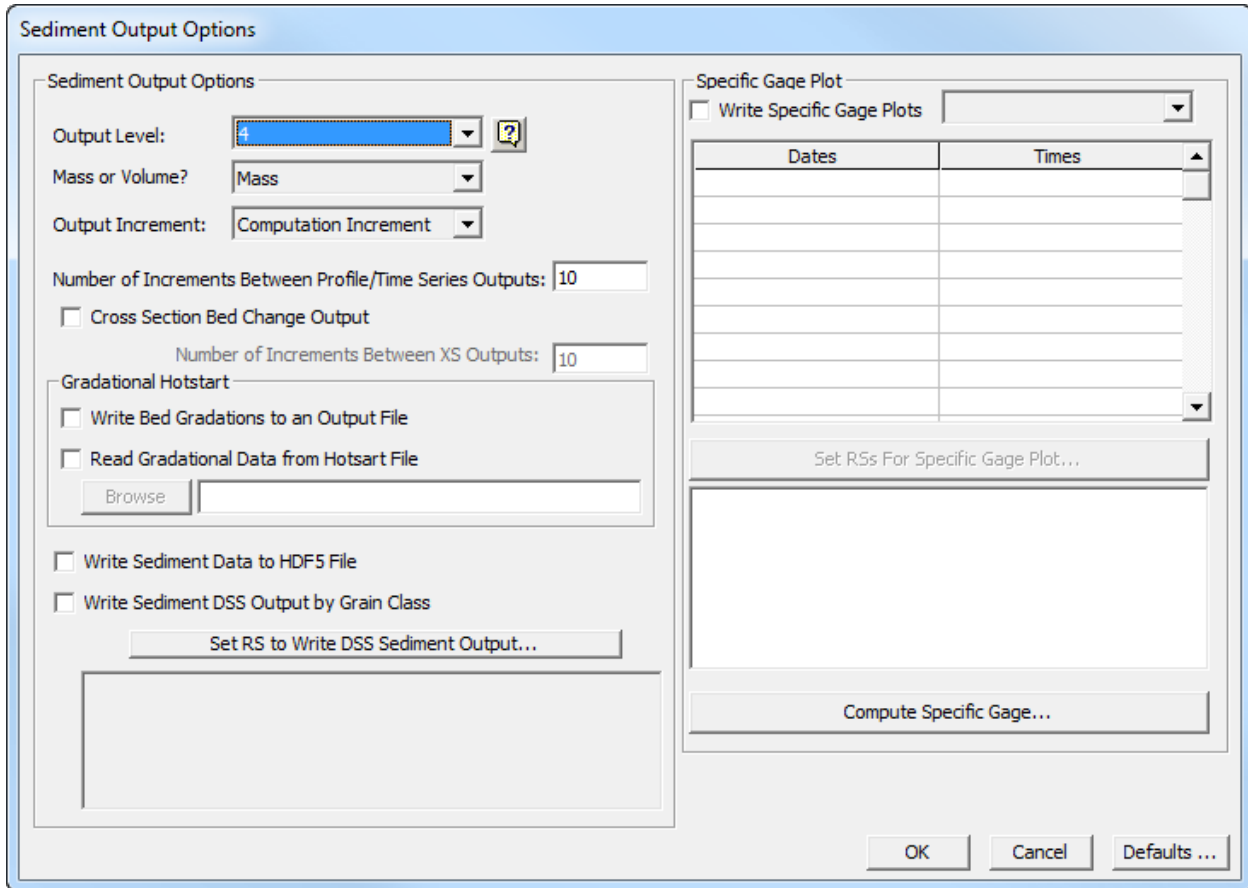 Sediment Output Options
Sediment Output Options
Output Level: 4
Mass or Volume? Mass
Output Increment: Computation Increment
Number of Increments Between Profile/Time Series Outputs: 10
Cross Section Bed Change Output
Number of Increments Between XS Outputs: 10
Gradational Hotstart
Write Bed Gradations to an Output File
Read Gradational Data from Hotsart File
Browse
Write Sediment Data to HDF5 File
Write Sediment DSS Output by Grain Class
Set RS to Write DSS Sediment Output...
Specific Gage Plot
Write Specific Gage Plots
Dates Times
Set RSs For Specific Gage Plot...
Compute Specific Gage...
OK Cancel Defaults ...